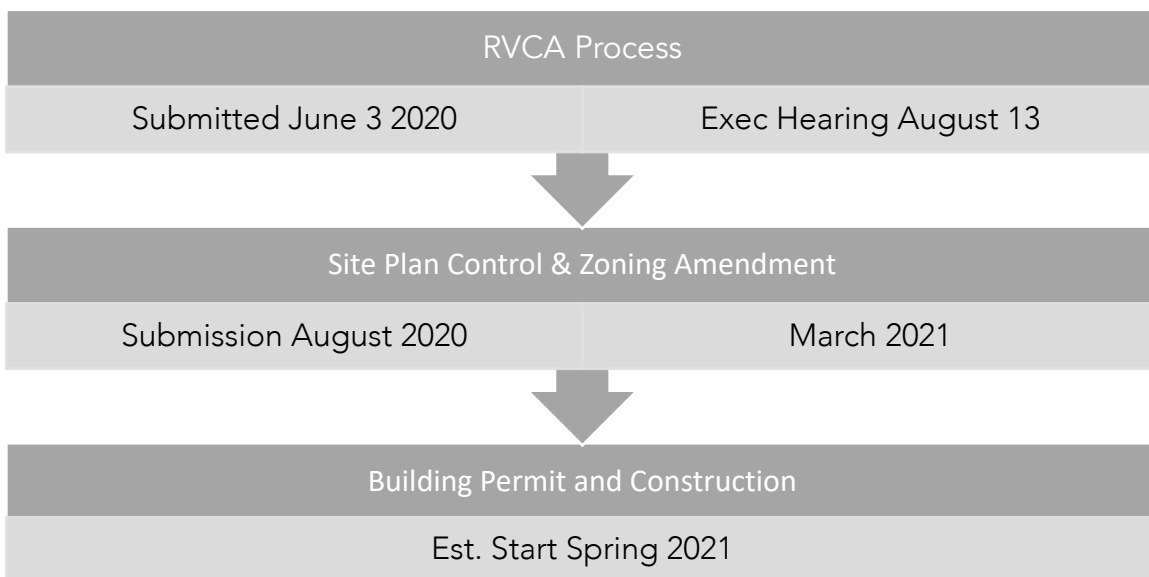 RVCA Process
Submitted June 3 2020
Exec Hearing August 13
Site Plan Control & Zoning Amendment
Submission August 2020
March 2021
Building Permit and Construction
Est. Start Spring 2021